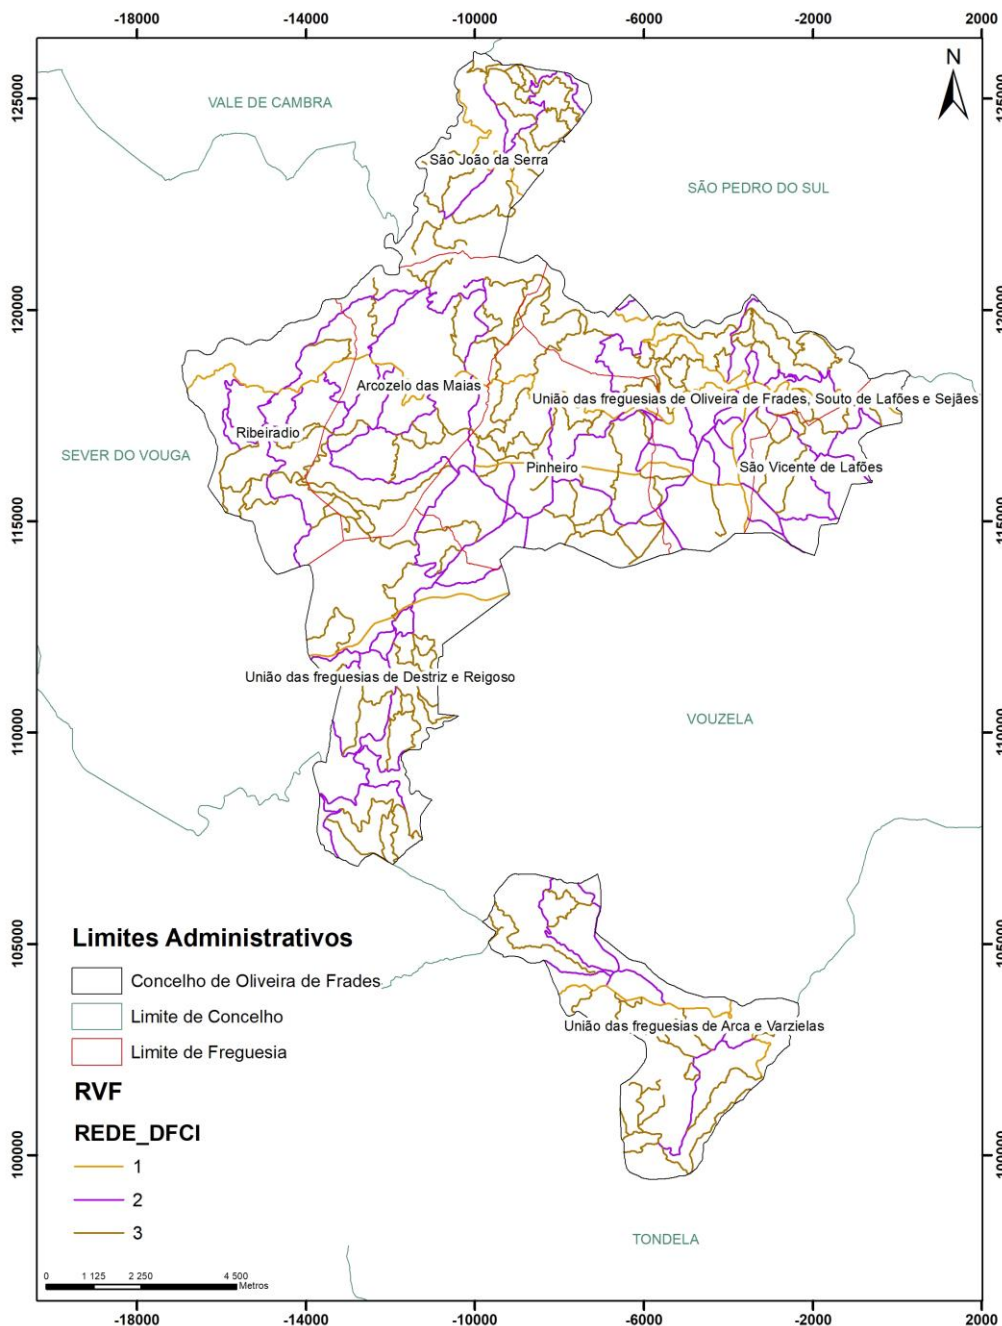 -18000 -14000 -10000 -6000 -2000 2000
N
125000
VALE DE CAMBRA
São João da Serra
SÃO PEDRO DO SUL
120000
Arcozelo das Maias
União das freguesias de Oliveira de Frades, Souto de Lafões e Sejães
Ribeiradio
SEVER DO VOUGA
Pinheiro
São Vicente de Lafões
115000 115000
União das freguesias de Destriz e Reigoso
110000 110000
VOUZELA
Limites Administrativos
105000 105000
Concelho de Oliveira de Frades
Limite de Concelho
Limite de Freguesia
União das freguesias de Arca e Varzielas
RVF
REDE_DFCI
1
2
3
100000 100000
TONDELA
0 1 125 2 250 4 500
Metros
-18000 -14000 -10000 -6000 -2000 2000